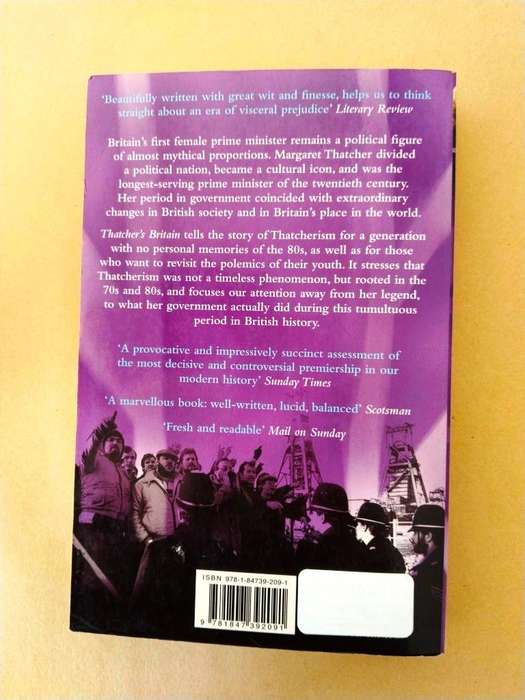 ‘Beautifully written with great wit and finesse, helps us to think
straight about an era of visceral prejudice’ Literary Review
Britain’s first female prime minister remains a political figure
of almost mythical proportions. Margaret Thatcher divided
a political nation, became a cultural icon, and was the
longest-serving prime minister of the twentieth century.
Her period in government coincided with extraordinary
changes in British society and in Britain’s place in the world.
Thatcher’s Britain tells the story of Thatcherism for a generation
with no personal memories of the 80s, as well as for those
who want to revisit the polemics of their youth. It stresses that
Thatcherism was not a timeless phenomenon, but rooted in the
70s and 80s, and focuses our attention away from her legend,
to what her government actually did during this tumultuous
period in British history.
‘A provocative and impressively succinct assessment of
the most decisive and controversial premiership in our
modern history’ Sunday Times
‘A marvellous book: well-written, lucid, balanced’ Scotsman
‘Fresh and readable’ Mail on Sunday
ISBN 978-1-84739-209-1
9 781847 392091